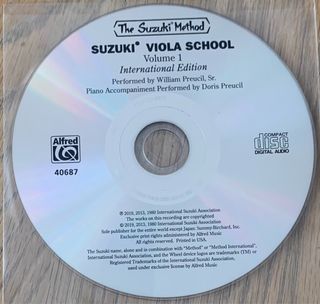 The Suzuki Method
SUZUKI® VIOLA SCHOOL
Volume 1
International Edition
Performed by William Preucil, Sr.
Piano Accompaniment Performed by Doris Preucil
Alfred
40687
COMPACT
disc
DIGITAL AUDIO
℗ 2019, 2013, 1980 International Suzuki Association
The works on this recording are copyrighted
© 2019 International Suzuki Association
Sole publisher for the entire world except Japan: Summy-Birchard, Inc.
Exclusive print rights administered by Alfred Music
All rights reserved. Printed in USA.
The Suzuki name, alone and in combination with "Method" or "Method International",
International Suzuki Association, and the Wheel device logos are trademarks (TM) or
Registered Trademarks of the International Suzuki Association,
used under exclusive license by Alfred Music